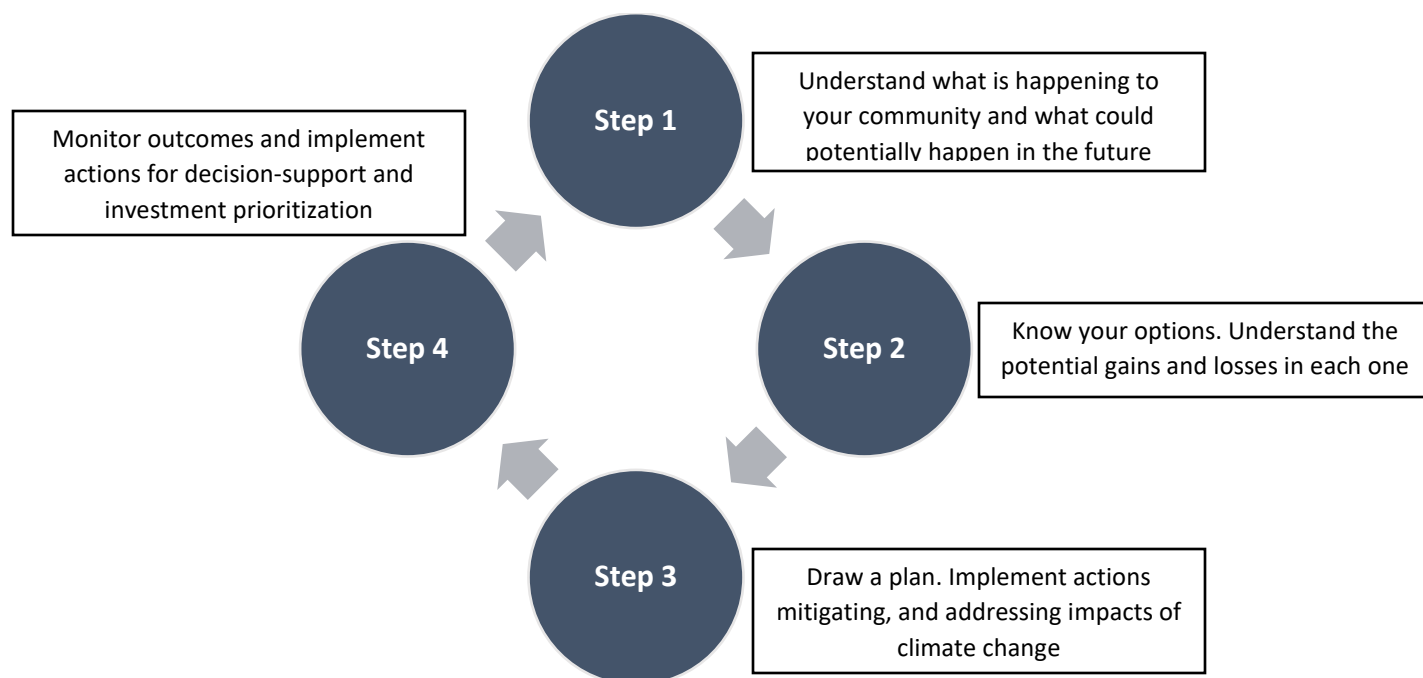 Step 1
Understand what is happening to
your community and what could
potentially happen in the future
Step 2
Know your options. Understand the
potential gains and losses in each one
Step 3
Draw a plan. Implement actions
mitigating, and addressing impacts of
climate change
Step 4
Monitor outcomes and implement
actions for decision-support and
investment prioritization